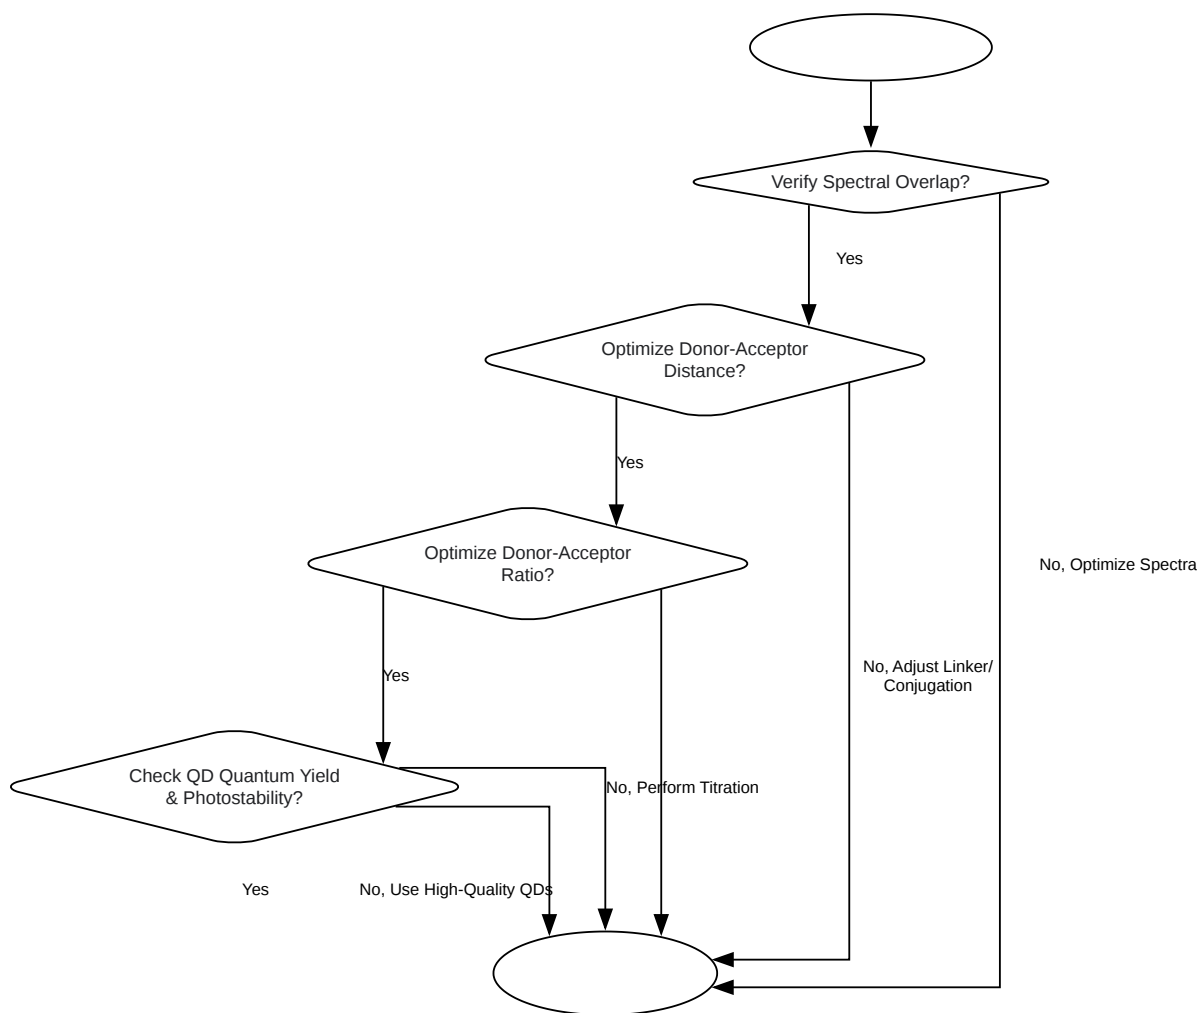 Verify Spectral Overlap?
Yes
Optimize Donor-Acceptor
Distance?
Yes
Optimize Donor-Acceptor
Ratio?
No, Optimize Spectra
No, Adjust Linker/
Conjugation
Yes
Check QD Quantum Yield
& Photostability?
No, Perform Titration
Yes
No, Use High-Quality QDs